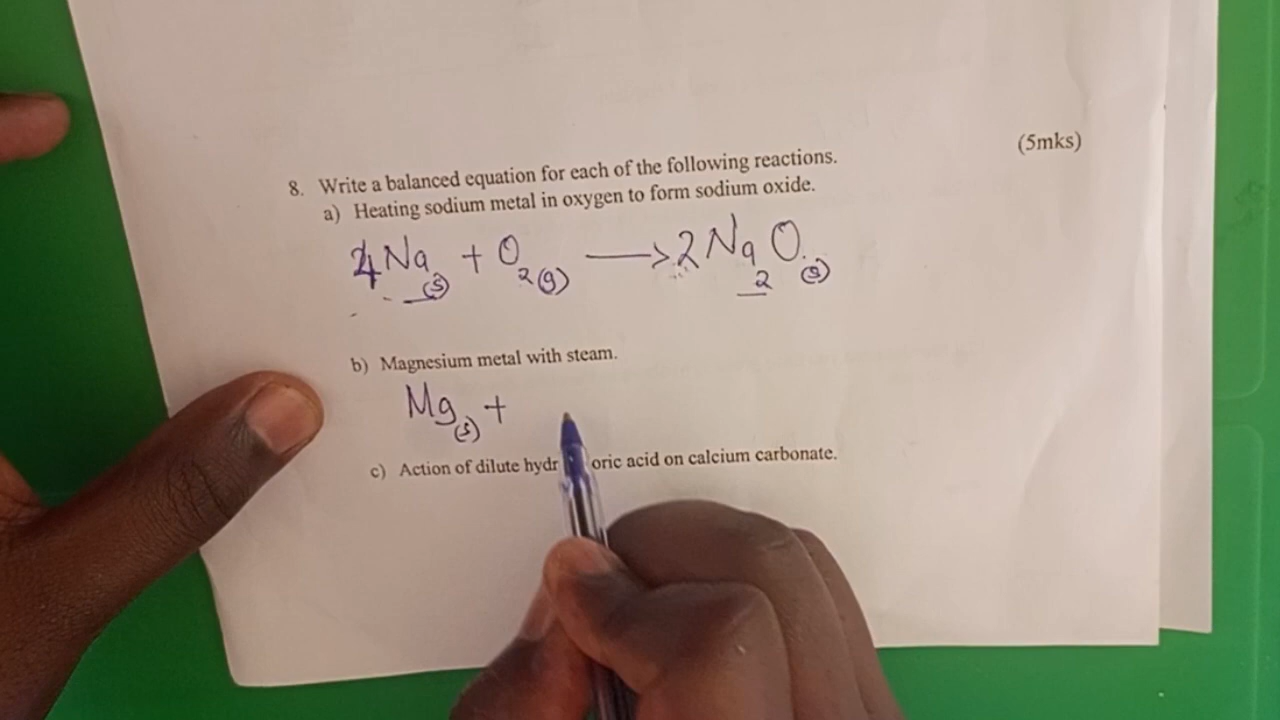 (5mks)
8. Write a balanced equation for each of the following reactions.
a) Heating sodium metal in oxygen to form sodium oxide.
4Na(s) + O2(g) → 2Na2O(s)
b) Magnesium metal with steam.
Mg(s) +
c) Action of dilute hydr oric acid on calcium carbonate.